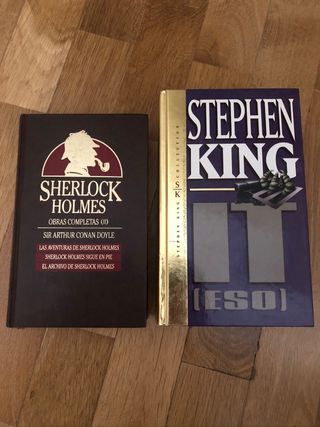 SHERLOCK
HOLMES
OBRAS COMPLETAS (II)
SIR ARTHUR CONAN DOYLE
LAS AVENTURAS DE SHERLOCK HOLMES
SHERLOCK HOLMES SIGUE EN PIE
EL ARCHIVO DE SHERLOCK HOLMES
STEPHEN
KING
IT
(ESO)
STEPHEN KING
S
K
COLLECTION